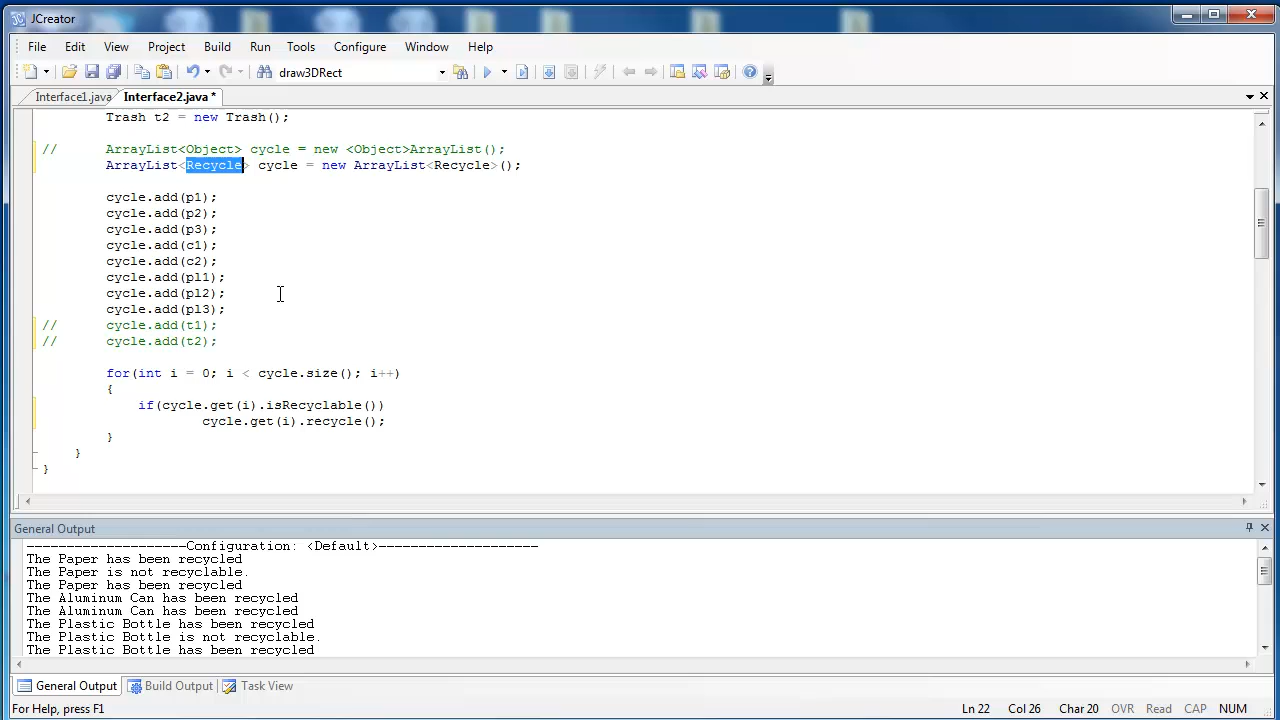 JCreator
File Edit View Project Build Run Tools Configure Window Help
draw3DRect
Interface1.java Interface2.java *
Trash t2 = new Trash();
// ArrayList<Object> cycle = new <Object>ArrayList();
ArrayList<Recycle> cycle = new ArrayList<Recycle>();
cycle.add(p1);
cycle.add(p2);
cycle.add(p3);
cycle.add(c1);
cycle.add(c2);
cycle.add(pl1);
cycle.add(pl2);
cycle.add(pl3);
// cycle.add(t1);
// cycle.add(t2);
for(int i = 0; i < cycle.size(); i++)
{
if(cycle.get(i).isRecyclable())
cycle.get(i).recycle();
}
}
}
General Output
--------------------Configuration: <Default>--------------------
The Paper has been recycled
The Paper is not recyclable.
The Paper has been recycled
The Aluminum Can has been recycled
The Aluminum Can has been recycled
The Plastic Bottle has been recycled
The Plastic Bottle is not recyclable.
The Plastic Bottle has been recycled
General Output Build Output Task View
For Help, press F1 Ln 22 Col 26 Char 20 OVR Read CAP NUM